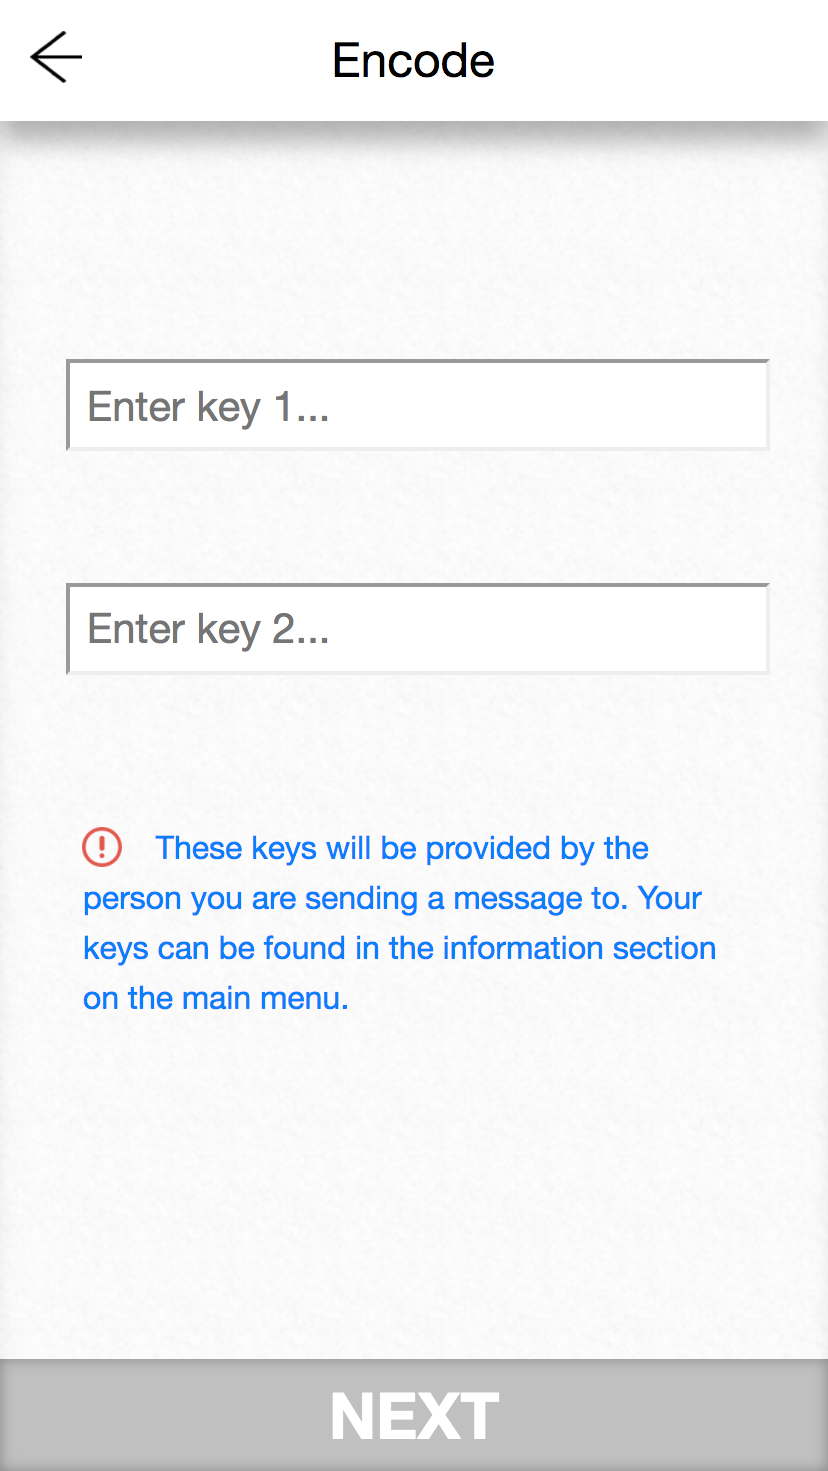 Encode
Enter key 1...
Enter key 2...
These keys will be provided by the
person you are sending a message to. Your
keys can be found in the information section
on the main menu.
NEXT